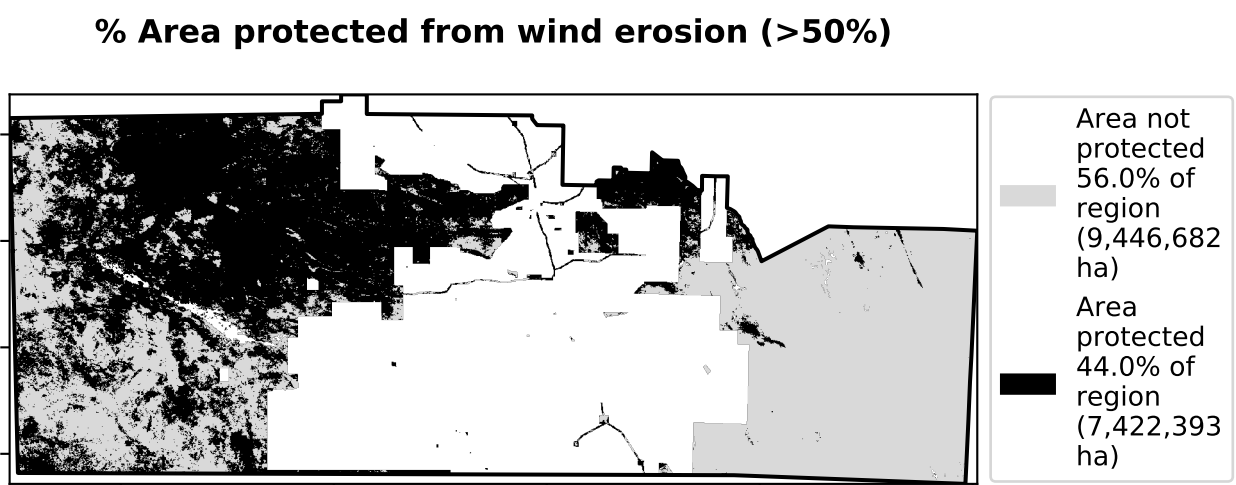 % Area protected from wind erosion (>50%)
Area not
protected
56.0% of
region
(9,446,682
ha)
Area
protected
44.0% of
region
(7,422,393
ha)